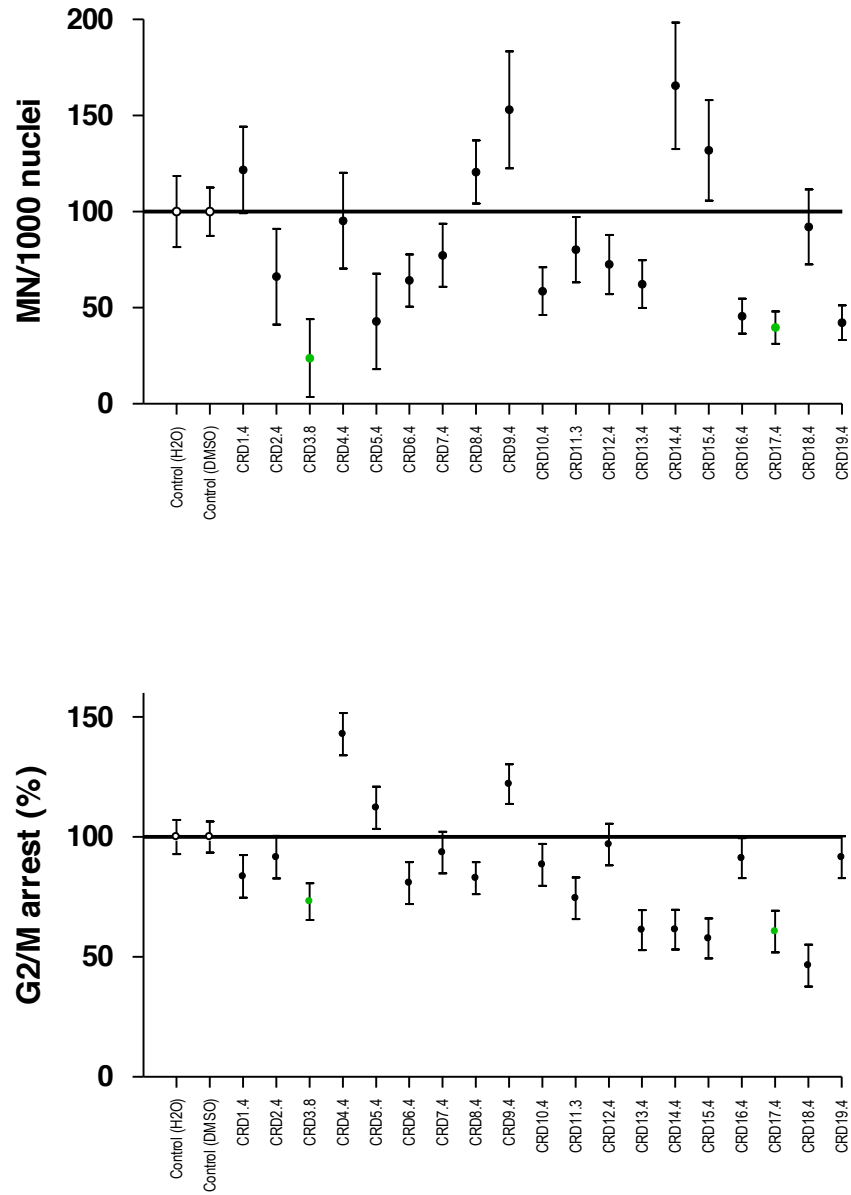 MN/1000 nuclei
200
150
100
50
0
Control (H2O)
Control (DMSO)
CRD1.4
CRD2.4
CRD3.8
CRD4.4
CRD5.4
CRD6.4
CRD7.4
CRD8.4
CRD9.4
CRD10.4
CRD11.3
CRD12.4
CRD13.4
CRD14.4
CRD15.4
CRD16.4
CRD17.4
CRD18.4
CRD19.4
G2/M arrest (%)
150
100
50
0
Control (H2O)
Control (DMSO)
CRD1.4
CRD2.4
CRD3.8
CRD4.4
CRD5.4
CRD6.4
CRD7.4
CRD8.4
CRD9.4
CRD10.4
CRD11.3
CRD12.4
CRD13.4
CRD14.4
CRD15.4
CRD16.4
CRD17.4
CRD18.4
CRD19.4